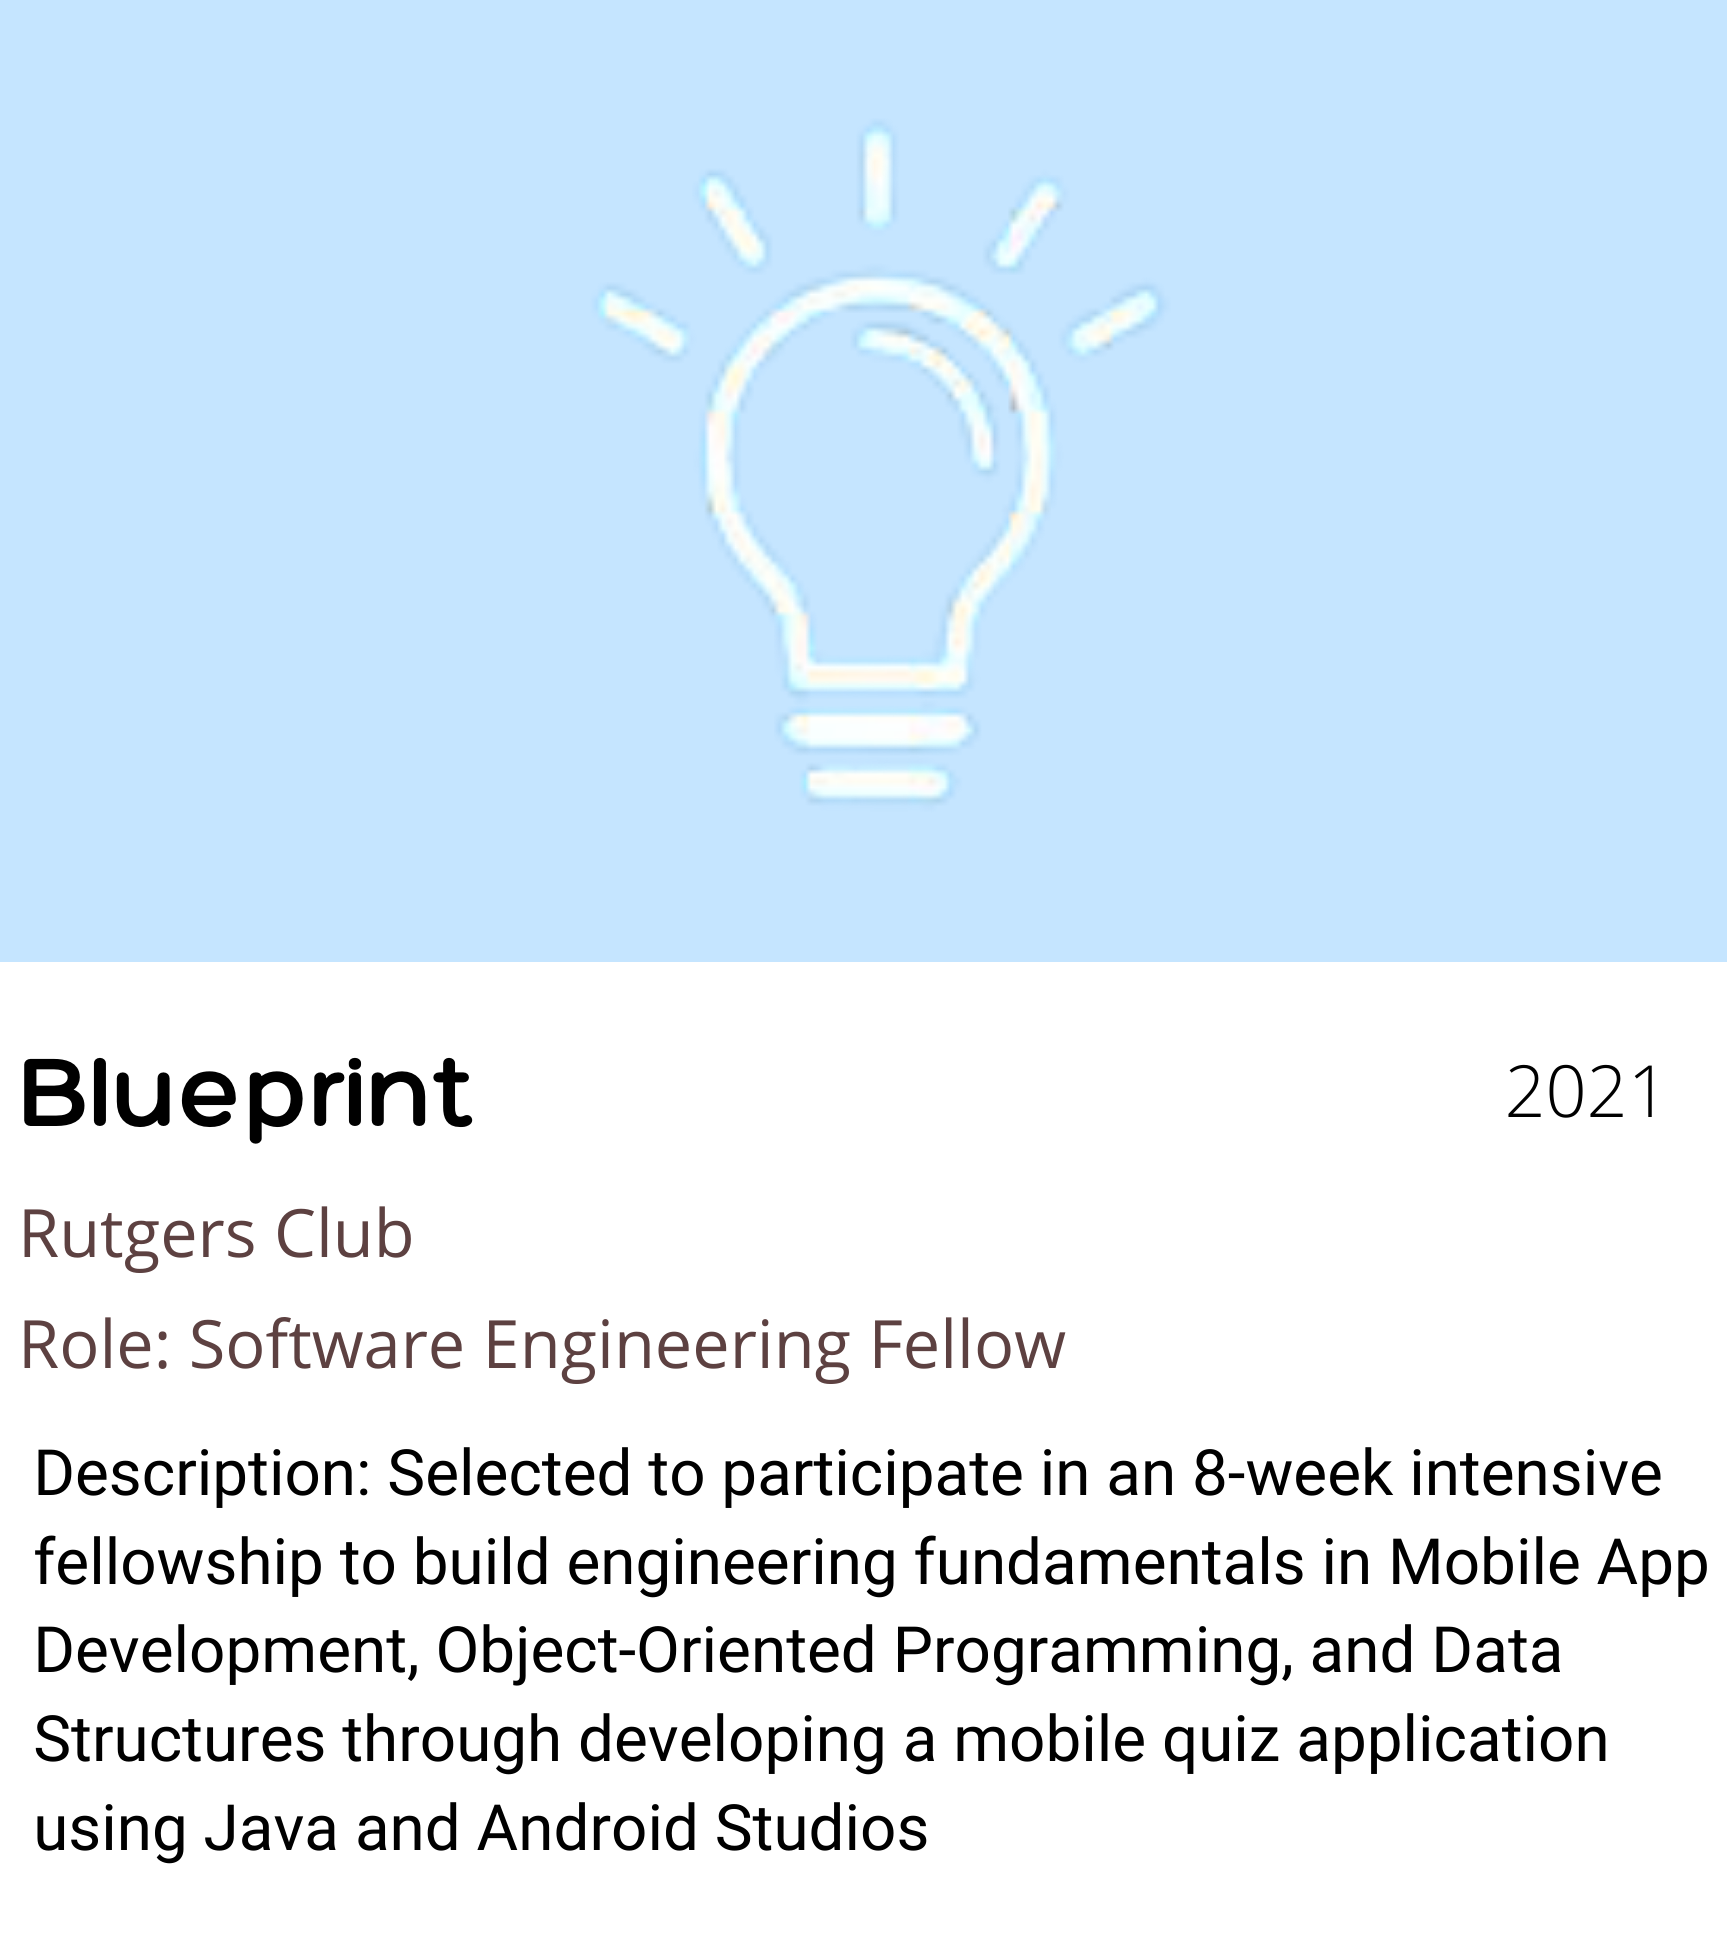 Blueprint
2021
Rutgers Club
Role: Software Engineering Fellow
Description: Selected to participate in an 8-week intensive
fellowship to build engineering fundamentals in Mobile App
Development, Object-Oriented Programming, and Data
Structures through developing a mobile quiz application
using Java and Android Studios